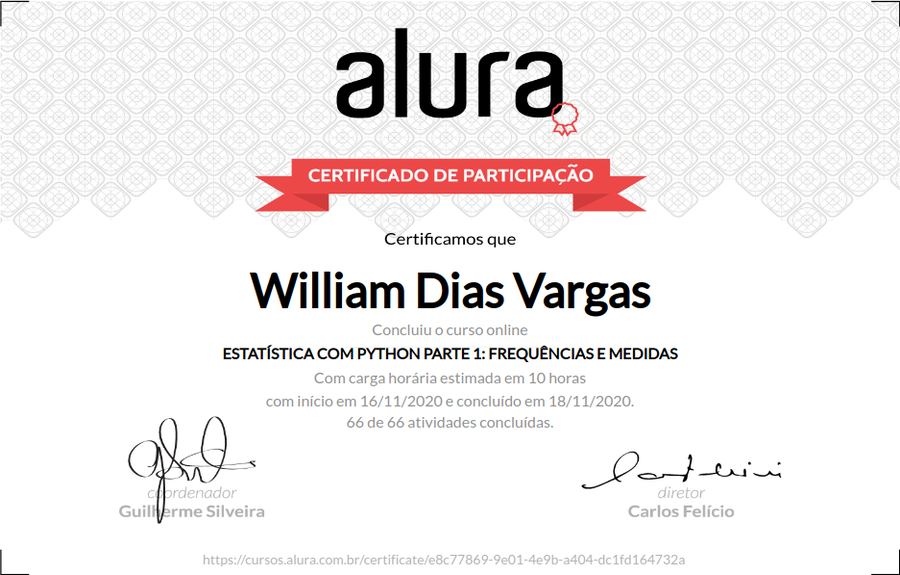 alura
CERTIFICADO DE PARTICIPAÇÃO
Certificamos que
William Dias Vargas
Concluiu o curso online
ESTATÍSTICA COM PYTHON PARTE 1: FREQUÊNCIAS E MEDIDAS
Com carga horária estimada em 10 horas
com início em 16/11/2020 e concluído em 18/11/2020.
66 de 66 atividades concluídas.
coordenador
Guilherme Silveira
diretor
Carlos Felício
https://cursos.alura.com.br/certificate/e8c77869-9e01-4e9b-a404-dc1fd164732a